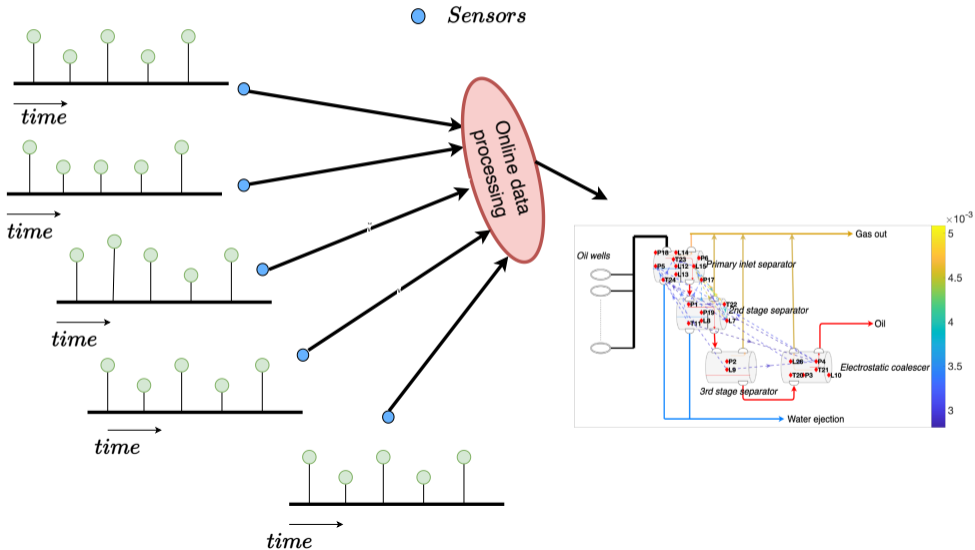 Sensors
time
time
time
time
time
Online data
processing
×10⁻³
5
4.5
4
3.5
3
Gas out
Oil wells
P18
L14
T23
P6
P5
L12
L15
Primary inlet separator
L13
T24
P17
P1
T22
P19
2nd stage separator
T11
L8
L7
Oil
P2
L9
L26
P4
T21
Electrostatic coalescer
T20
P3
L10
3rd stage separator
Water ejection